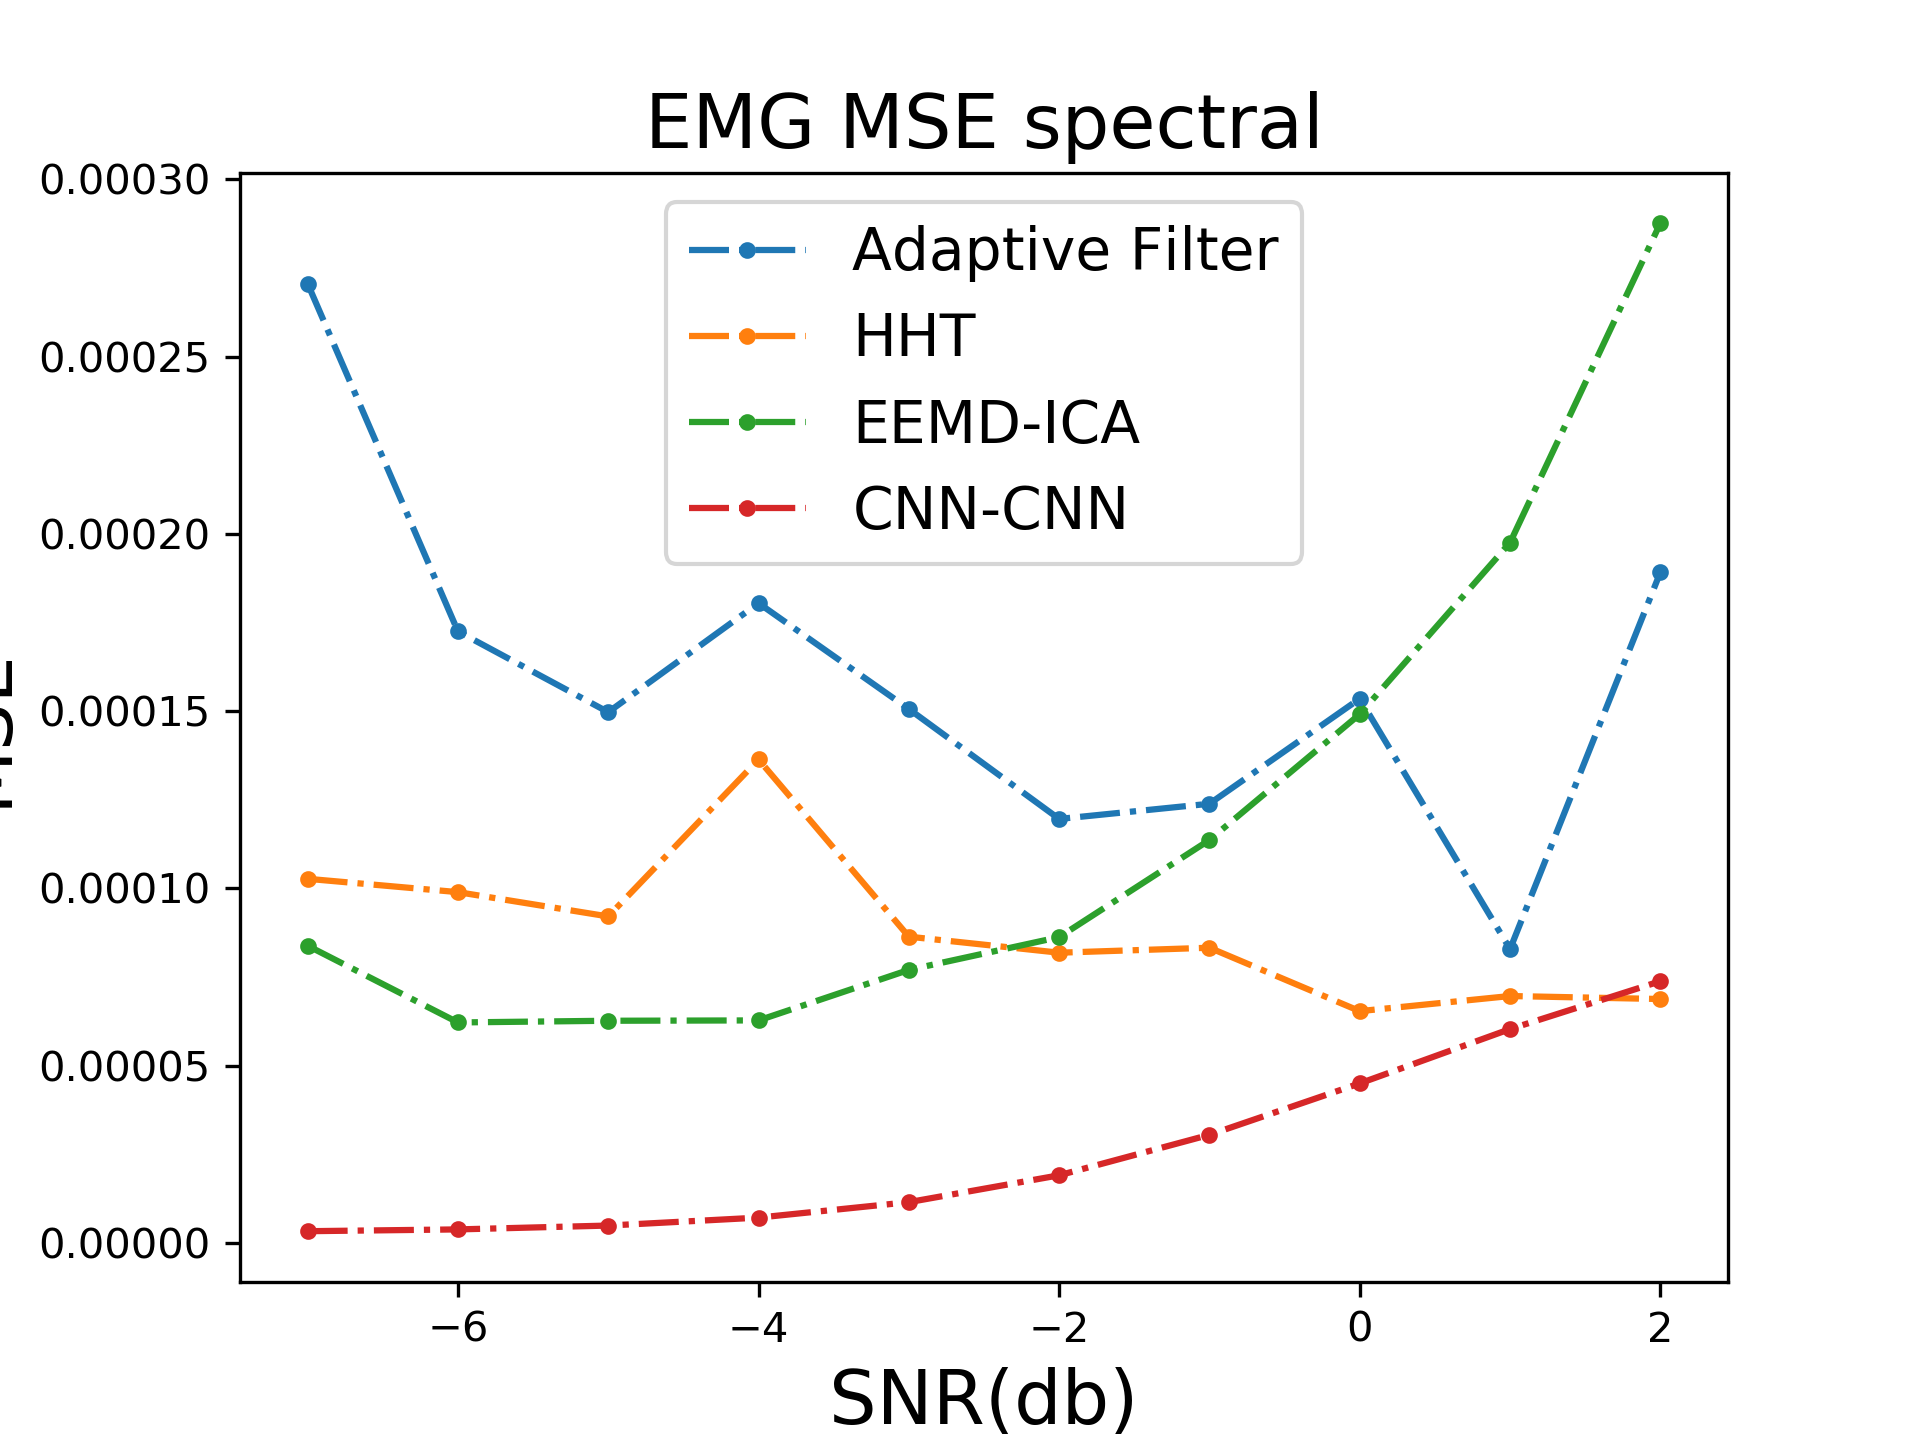 EMG MSE spectral
0.00030
0.00025
0.00020
0.00015
0.00010
0.00005
0.00000
Adaptive Filter
HHT
EEMD-ICA
CNN-CNN
−6
−4
−2
0
2
SNR(db)